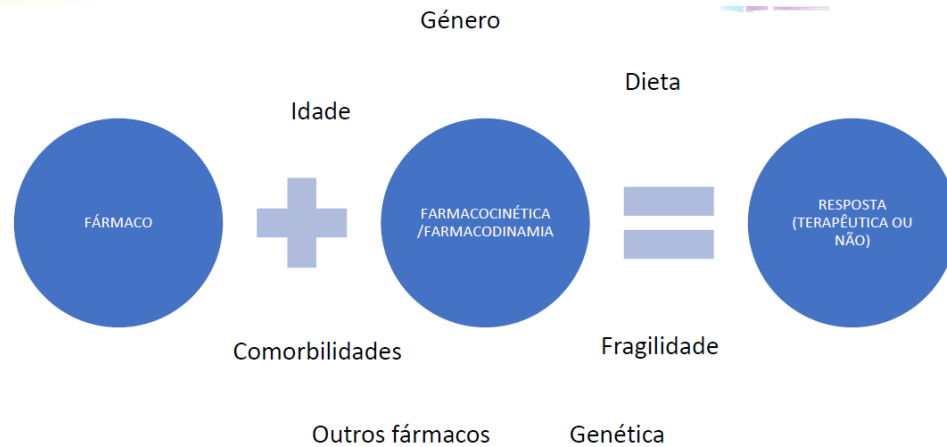 Género
Dieta
Idade
FÁRMACO
FARMACOCINÉTICA
/FARMACODINAMIA
RESPOSTA
(TERAPÊUTICA OU
NÃO)
Comorbilidades
Fragilidade
Outros fármacos
Genética